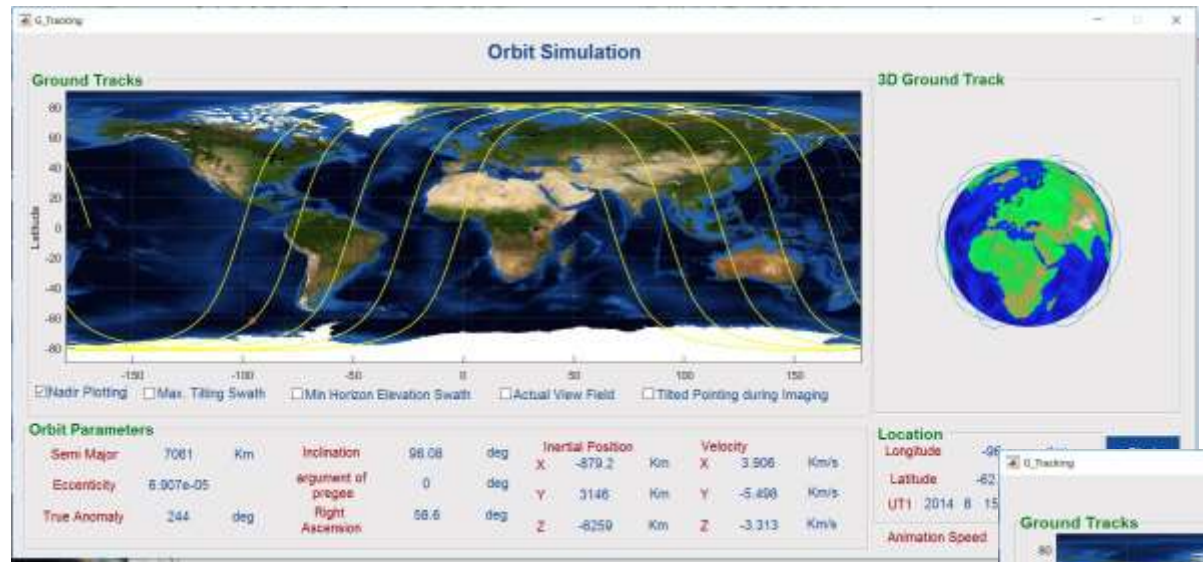 G_Tracking
Orbit Simulation
Ground Tracks
3D Ground Track
80
60
40
20
0
-20
-40
-60
-80
Latitude
-150 -100 -50 0 50 100 150
Nadir Plotting Max. Tilting Swath Min Horizon Elevation Swath Actual View Field Tilted Pointing during Imaging
Orbit Parameters
Semi Major 7061 Km
Eccenticity 6.907e-05
True Anomaly 244 deg
Inclination 98.08 deg
argument of pregee 0 deg
Right Ascension 56.6 deg
Inertial Position
X -879.2 Km
Y 3146 Km
Z -6259 Km
Velocity
X 3.906 Km/s
Y -5.498 Km/s
Z -3.313 Km/s
Location
Longitude
Latitude -62
UT1 2014 6 15
Animation Speed
G_Tracking
Ground Tracks
80